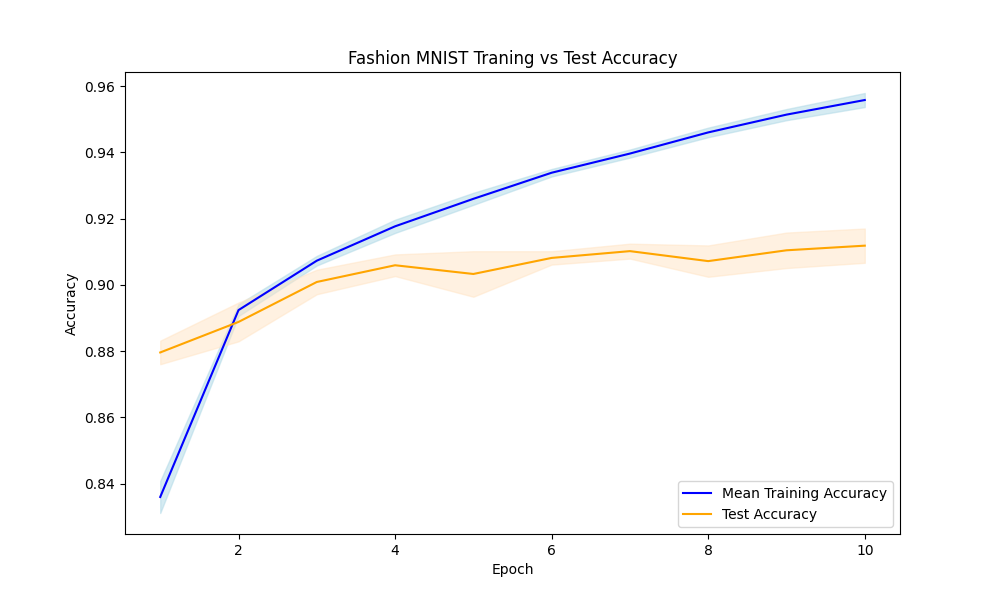 Fashion MNIST Traning vs Test Accuracy
0.96
0.94
0.92
0.90
0.88
0.86
0.84
Accuracy
2 4 6 8 10
Epoch
Mean Training Accuracy
Test Accuracy